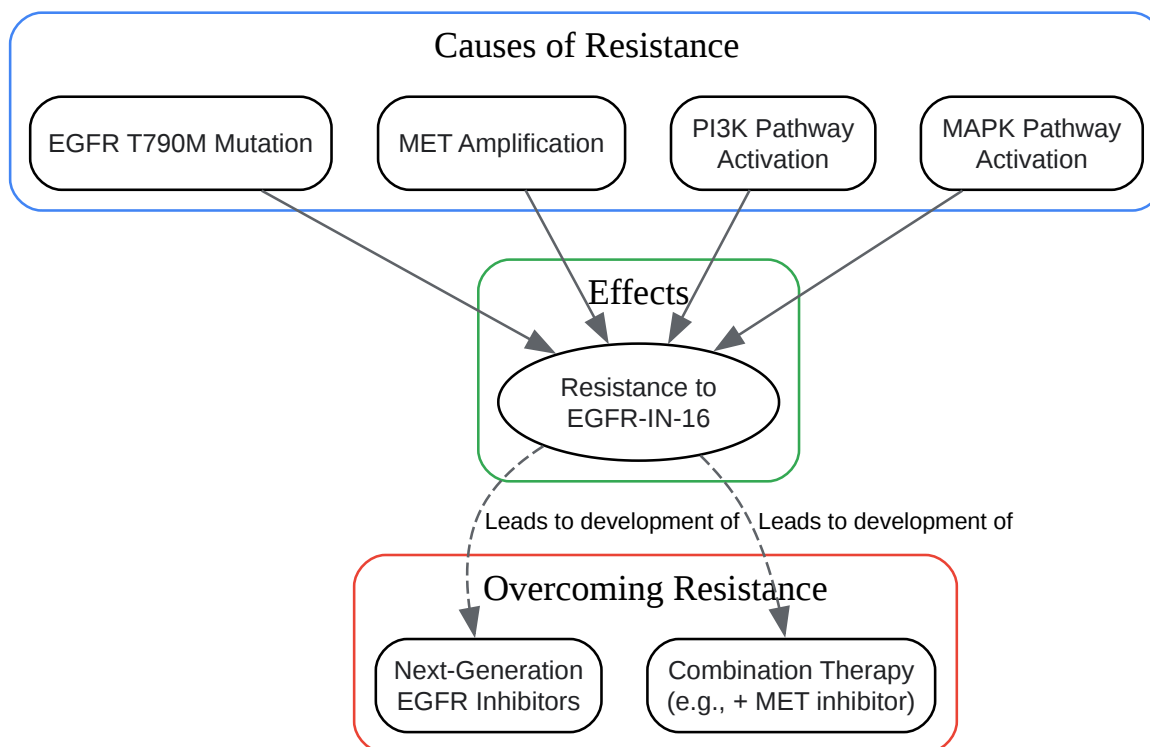 Causes of Resistance
EGFR T790M Mutation
MET Amplification
PI3K Pathway
Activation
MAPK Pathway
Activation
Effects
Resistance to
EGFR-IN-16
Leads to development of
Leads to development of
Overcoming Resistance
Next-Generation
EGFR Inhibitors
Combination Therapy
(e.g., + MET inhibitor)